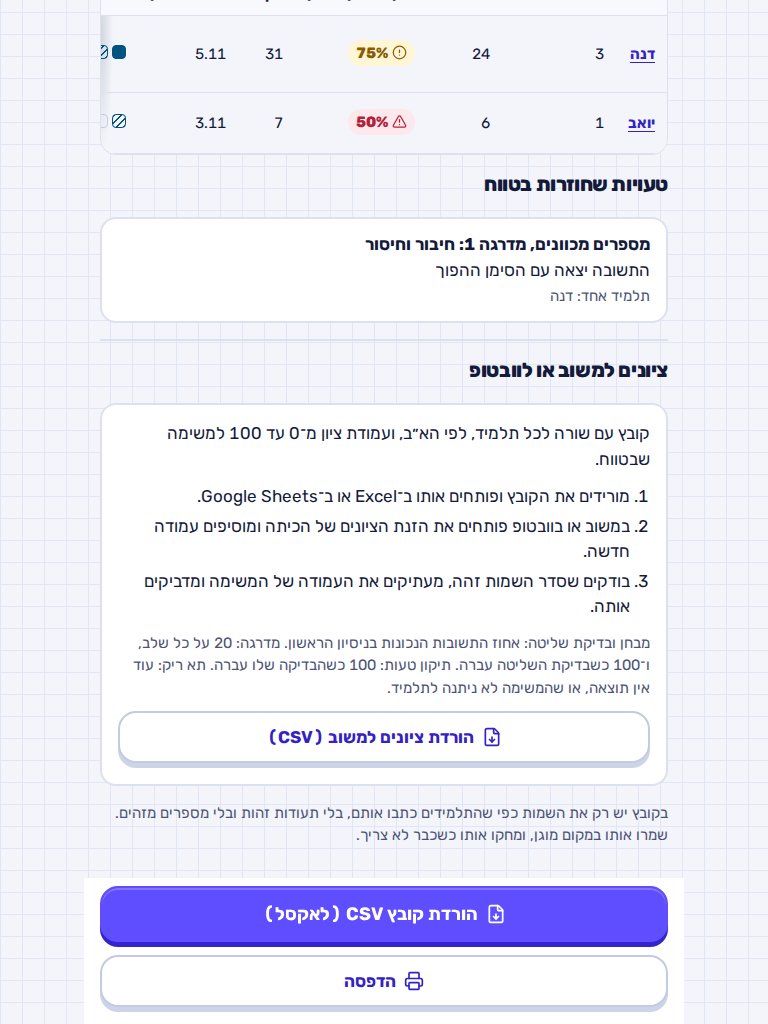 דנה 3 24 75% 31 5.11
יואב 1 6 50% 7 3.11
טעויות שחוזרות בטווח
מספרים מכוונים, מדרגה 1: חיבור וחיסור
התשובה יצאה עם הסימן ההפוך
תלמיד אחד: דנה
ציונים למשוב או לוובטופ
קובץ עם שורה לכל תלמיד, לפי הא״ב, ועמודת ציון מ־0 עד 100 למשימה
שבטווח.
1. מורידים את הקובץ ופותחים אותו ב־Excel או ב־Google Sheets.
2. במשוב או בוובטופ פותחים את הזנת הציונים של הכיתה ומוסיפים עמודה
חדשה.
3. בודקים שסדר השמות זהה, מעתיקים את העמודה של המשימה ומדביקים
אותה.
מבחן ובדיקת שליטה: אחוז התשובות הנכונות בניסיון הראשון. מדרגה: 20 על כל שלב,
ו־100 כשבדיקת השליטה עברה. תיקון טעות: 100 כשהבדיקה שלו עברה. תא ריק: עוד
אין תוצאה, או שהמשימה לא ניתנה לתלמיד.
הורדת ציונים למשוב (CSV)
בקובץ יש רק את השמות כפי שהתלמידים כתבו אותם, בלי תעודות זהות ובלי מספרים מזהים.
שמרו אותו במקום מוגן, ומחקו אותו כשכבר לא צריך.
הורדת קובץ CSV (לאקסל)
הדפסה